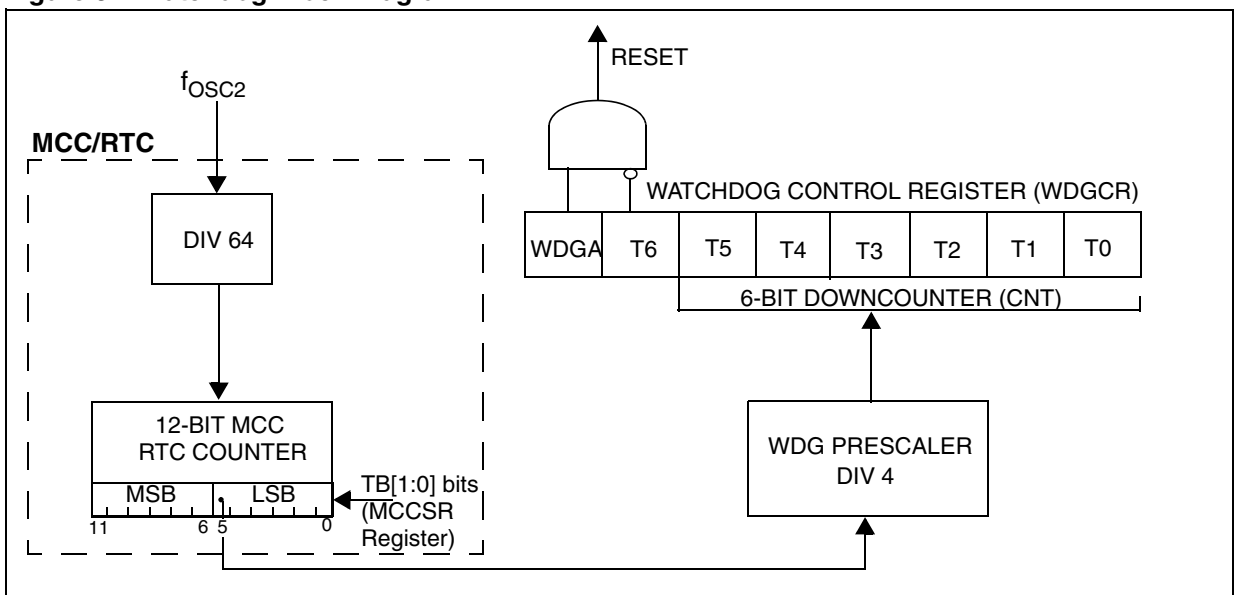 RESET
fOSC2
MCC/RTC
DIV 64
WATCHDOG CONTROL REGISTER (WDGCR)
WDGA T6 T5 T4 T3 T2 T1 T0
6-BIT DOWNCOUNTER (CNT)
12-BIT MCC
RTC COUNTER
MSB LSB
11 6 5 0
TB[1:0] bits
(MCCSR
Register)
WDG PRESCALER
DIV 4